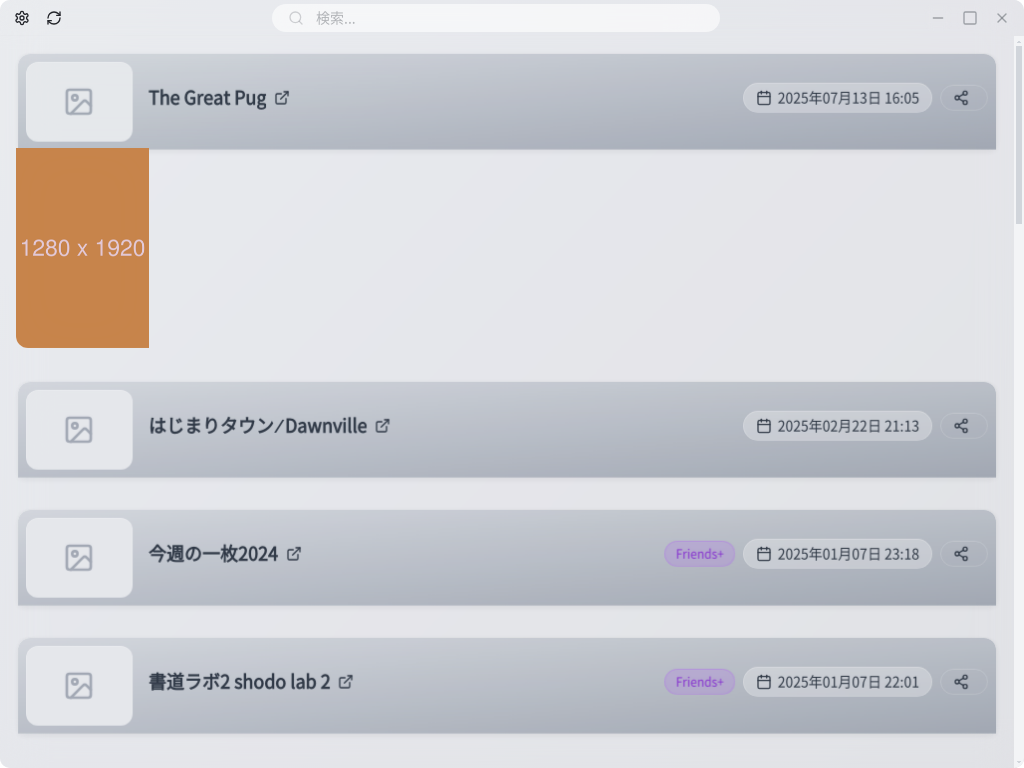 検索...
The Great Pug
2025年07月13日 16:05
1280 x 1920
はじまりタウン⁄Dawnville
2025年02月22日 21:13
今週の一枚2024
Friends+
2025年01月07日 23:18
書道ラボ2 shodo lab 2
Friends+
2025年01月07日 22:01